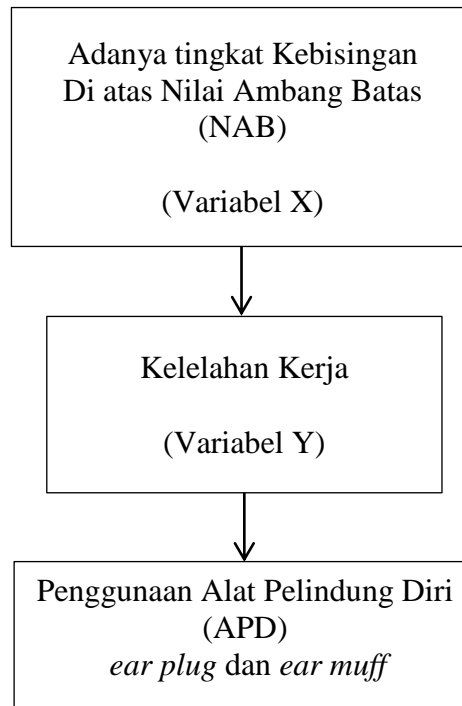 Adanya tingkat Kebisingan
Di atas Nilai Ambang Batas
(NAB)
(Variabel X)
Kelelahan Kerja
(Variabel Y)
Penggunaan Alat Pelindung Diri
(APD)
ear plug dan ear muff